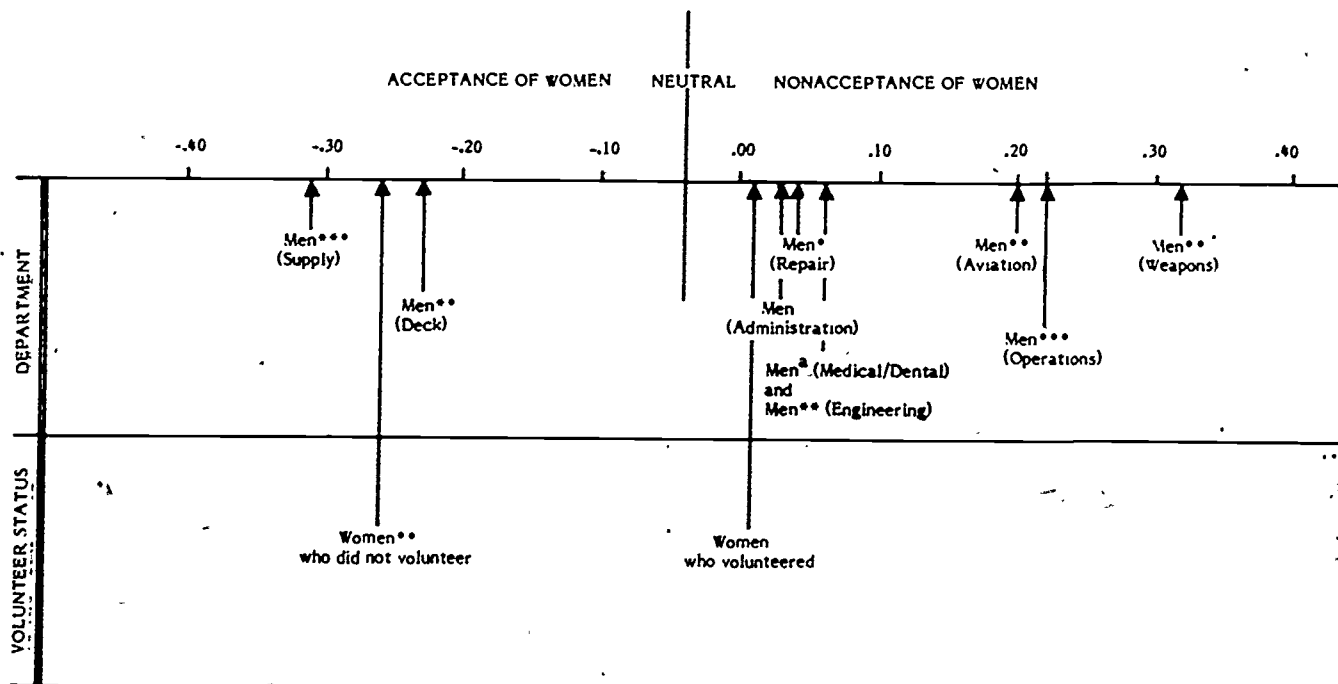 ACCEPTANCE OF WOMEN NEUTRAL NONACCEPTANCE OF WOMEN
-.40 -.30 -.20 -.10 .00 .10 .20 .30 .40
DEPARTMENT
Men***
(Supply)
Men**
(Deck)
Men*
(Repair)
Men
(Administration)
Menª (Medical/Dental)
and
Men** (Engineering)
Men**
(Aviation)
Men***
(Operations)
Men**
(Weapons)
VOLUNTEER STATUS
Women**
who did not volunteer
Women
who volunteered